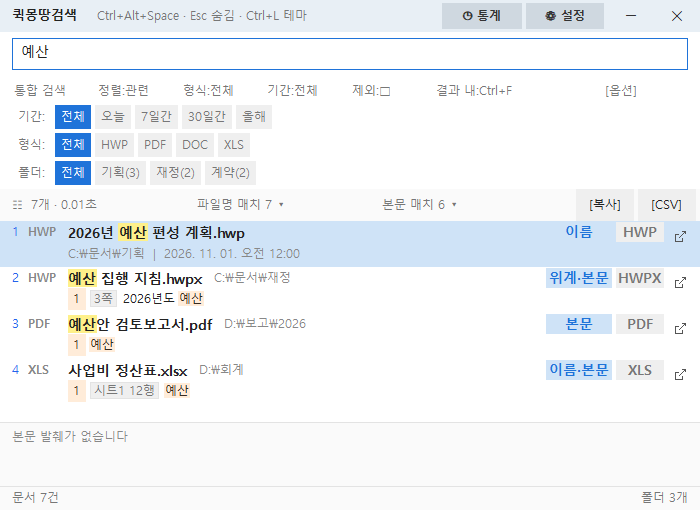 퀵몽땅검색 Ctrl+Alt+Space · Esc 숨김 · Ctrl+L 테마 통계 설정
예산
통합 검색 정렬:관련 형식:전체 기간:전체 제외:□ 결과 내:Ctrl+F [옵션]
기간: 전체 오늘 7일간 30일간 올해
형식: 전체 HWP PDF DOC XLS
폴더: 전체 기획(3) 재정(2) 계약(2)
7개 · 0.01초 파일명 매치 7 ▾ 본문 매치 6 ▾ [복사] [CSV]
1 HWP 2026년 예산 편성 계획.hwp 이름 HWP
C:₩문서₩기획 | 2026. 11. 01. 오전 12:00
2 HWP 예산 집행 지침.hwpx C:₩문서₩재정 위계·본문 HWPX
1 3쪽 2026년도 예산
3 PDF 예산안 검토보고서.pdf D:₩보고₩2026 본문 PDF
1 예산
4 XLS 사업비 정산표.xlsx D:₩회계 이름·본문 XLS
1 시트1 12행 예산
본문 발췌가 없습니다
문서 7건 폴더 3개